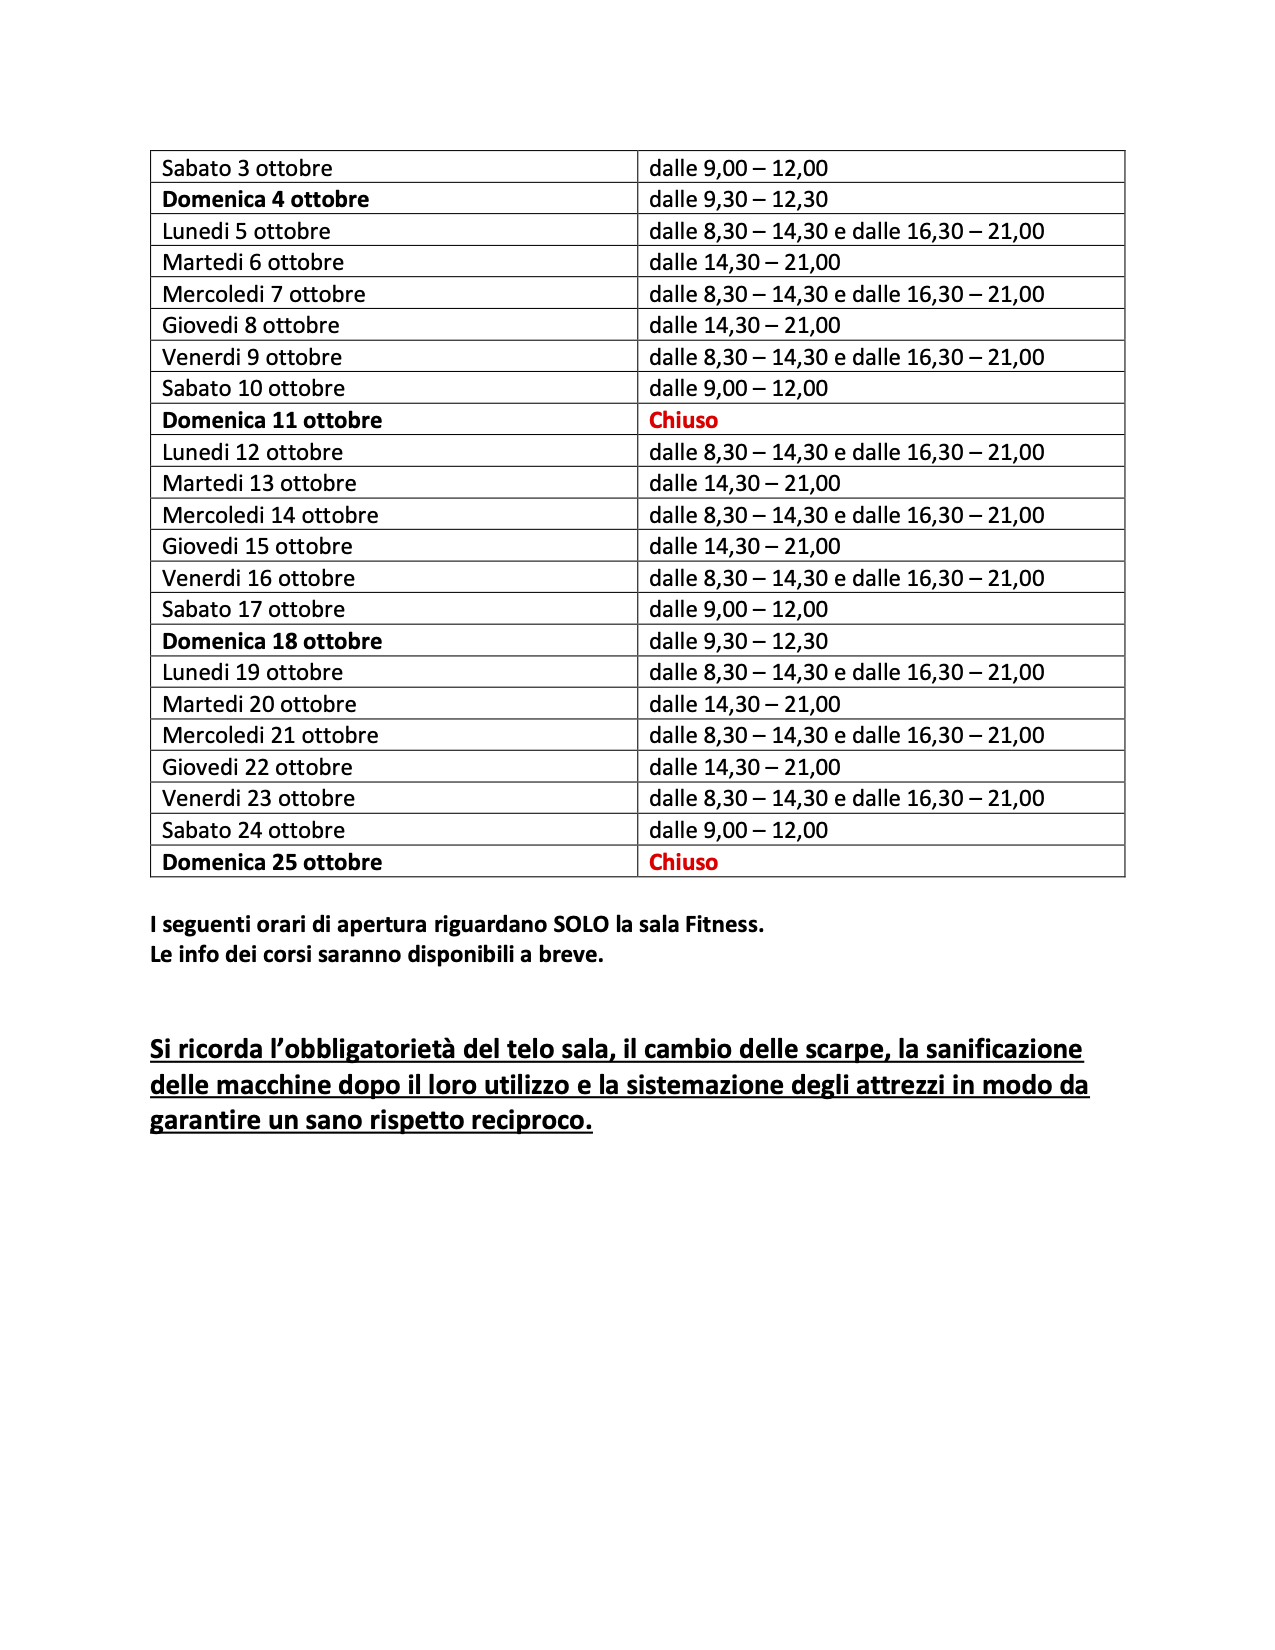 Sabato 3 ottobre dalle 9,00 – 12,00
Domenica 4 ottobre dalle 9,30 – 12,30
Lunedi 5 ottobre dalle 8,30 – 14,30 e dalle 16,30 – 21,00
Martedi 6 ottobre dalle 14,30 – 21,00
Mercoledi 7 ottobre dalle 8,30 – 14,30 e dalle 16,30 – 21,00
Giovedi 8 ottobre dalle 14,30 – 21,00
Venerdi 9 ottobre dalle 8,30 – 14,30 e dalle 16,30 – 21,00
Sabato 10 ottobre dalle 9,00 – 12,00
Domenica 11 ottobre Chiuso
Lunedi 12 ottobre dalle 8,30 – 14,30 e dalle 16,30 – 21,00
Martedi 13 ottobre dalle 14,30 – 21,00
Mercoledi 14 ottobre dalle 8,30 – 14,30 e dalle 16,30 – 21,00
Giovedi 15 ottobre dalle 14,30 – 21,00
Venerdi 16 ottobre dalle 8,30 – 14,30 e dalle 16,30 – 21,00
Sabato 17 ottobre dalle 9,00 – 12,00
Domenica 18 ottobre dalle 9,30 – 12,30
Lunedi 19 ottobre dalle 8,30 – 14,30 e dalle 16,30 – 21,00
Martedi 20 ottobre dalle 14,30 – 21,00
Mercoledi 21 ottobre dalle 8,30 – 14,30 e dalle 16,30 – 21,00
Giovedi 22 ottobre dalle 14,30 – 21,00
Venerdi 23 ottobre dalle 8,30 – 14,30 e dalle 16,30 – 21,00
Sabato 24 ottobre dalle 9,00 – 12,00
Domenica 25 ottobre Chiuso
I seguenti orari di apertura riguardano SOLO la sala Fitness.
Le info dei corsi saranno disponibili a breve.
Si ricorda l’obbligatorietà del telo sala, il cambio delle scarpe, la sanificazione
delle macchine dopo il loro utilizzo e la sistemazione degli attrezzi in modo da
garantire un sano rispetto reciproco.